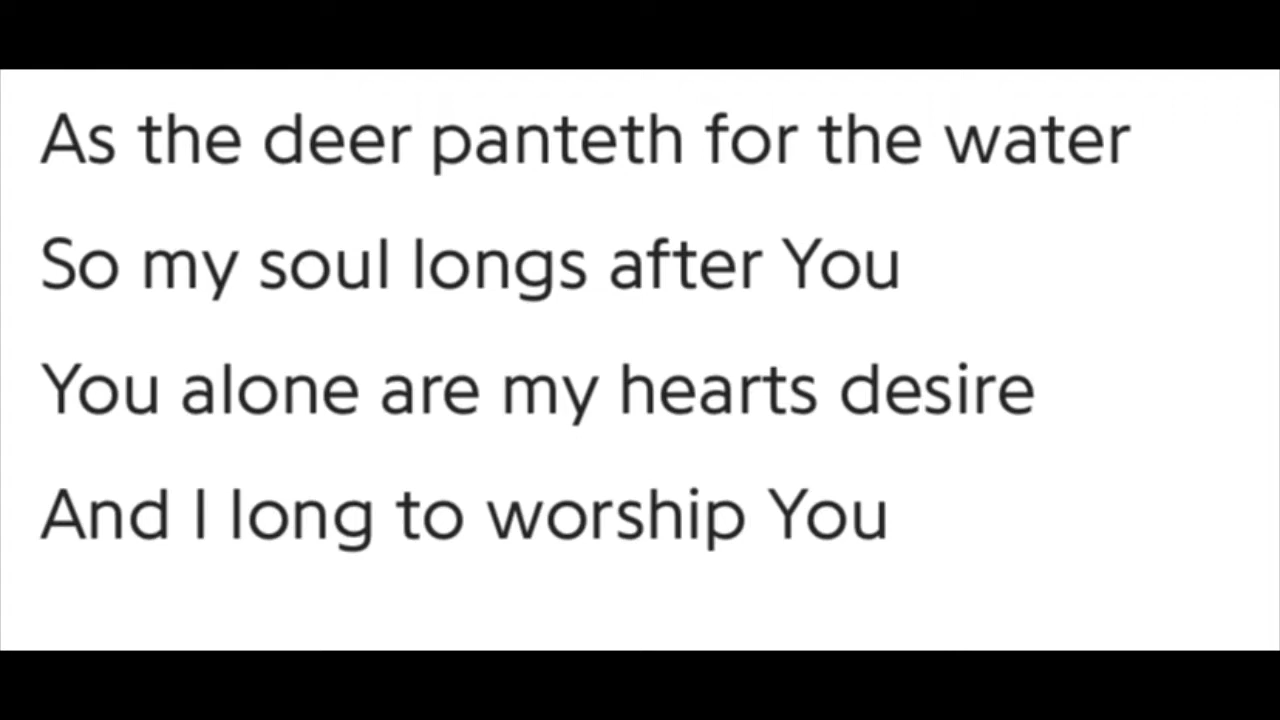 As the deer panteth for the water
So my soul longs after You
You alone are my hearts desire
And I long to worship You